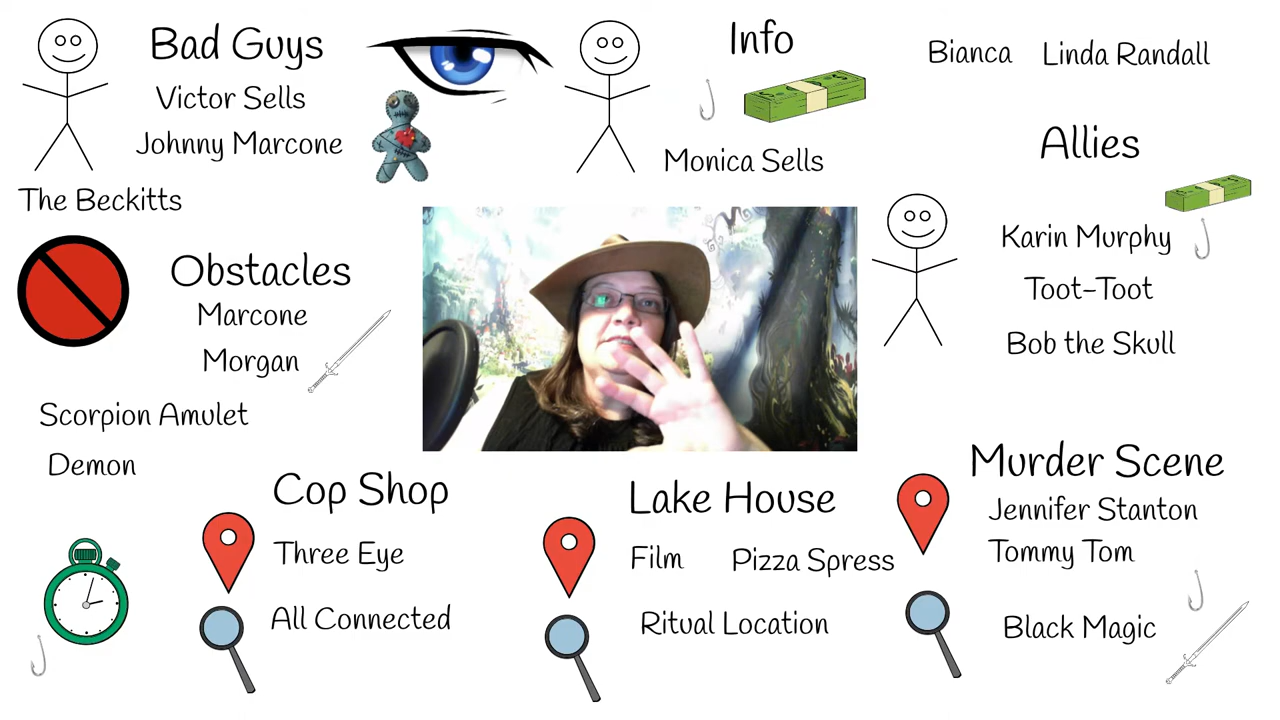 Bad Guys
Victor Sells
Johnny Marcone
The Beckitts
Info
Monica Sells
Bianca
Linda Randall
Allies
Karin Murphy
Toot-Toot
Bob the Skull
Obstacles
Marcone
Morgan
Scorpion Amulet
Demon
Cop Shop
Three Eye
All Connected
Lake House
Film
Pizza Spress
Ritual Location
Murder Scene
Jennifer Stanton
Tommy Tom
Black Magic